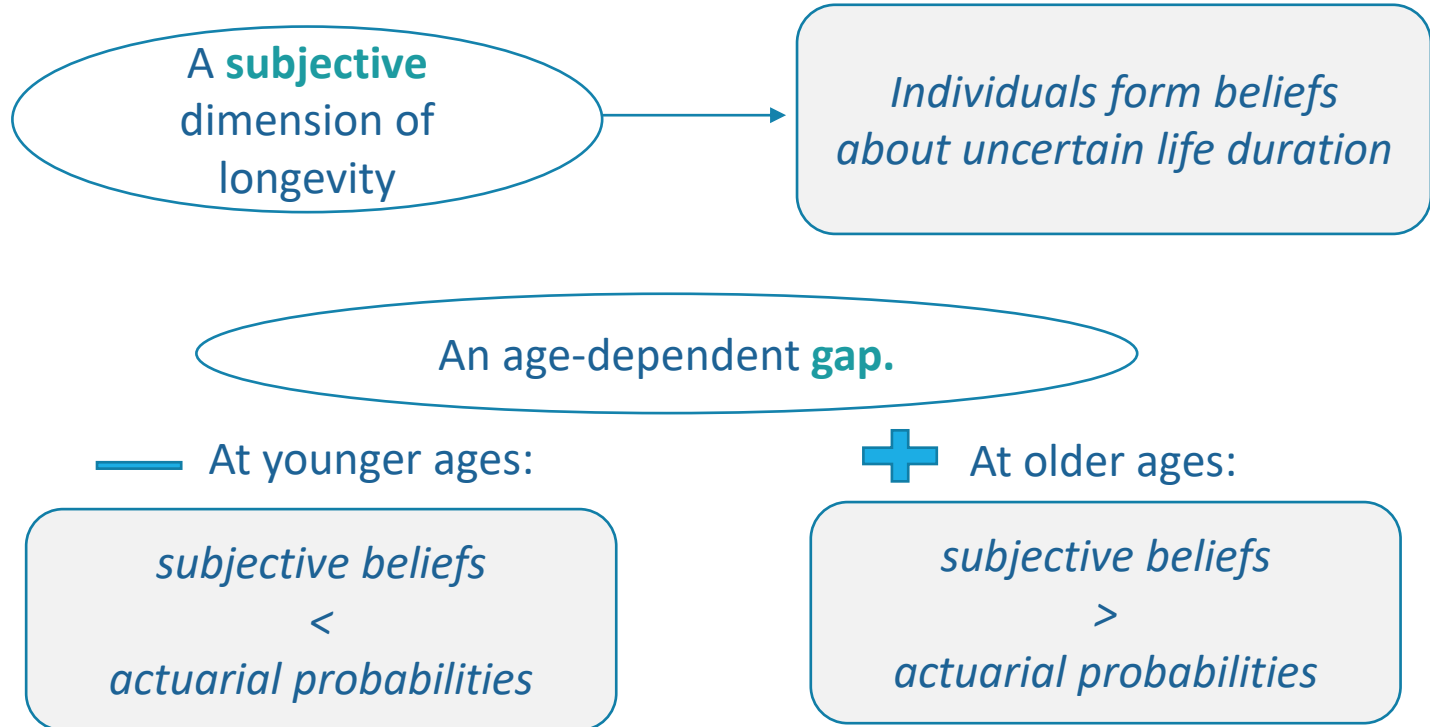 A subjective
dimension of
longevity
Individuals form beliefs
about uncertain life duration
An age-dependent gap.
At younger ages:
subjective beliefs
<
actuarial probabilities
At older ages:
subjective beliefs
>
actuarial probabilities